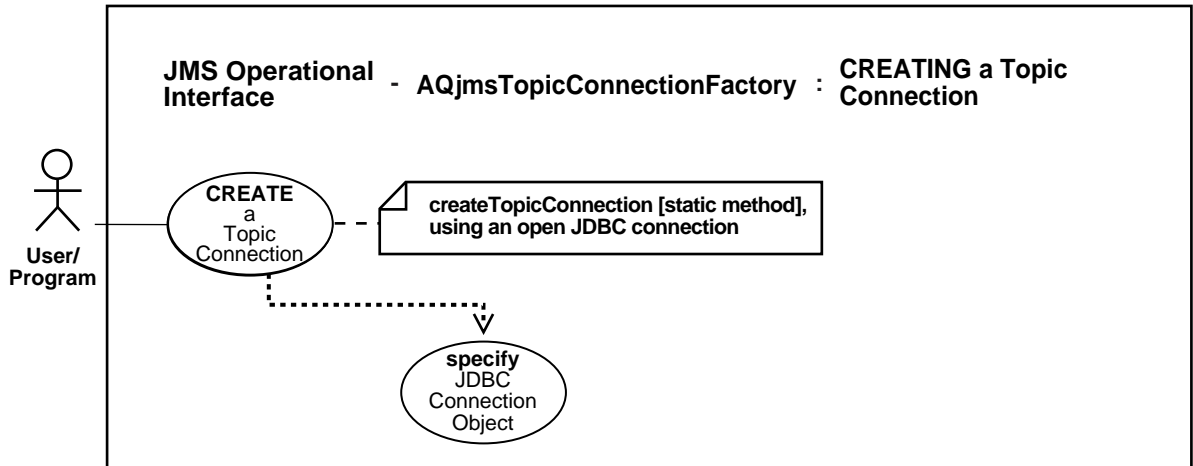 JMS Operational
Interface
-
AQjmsTopicConnectionFactory
:
CREATING a Topic
Connection
User/
Program
CREATE
a
Topic
Connection
createTopicConnection [static method],
using an open JDBC connection
specify
JDBC
Connection
Object